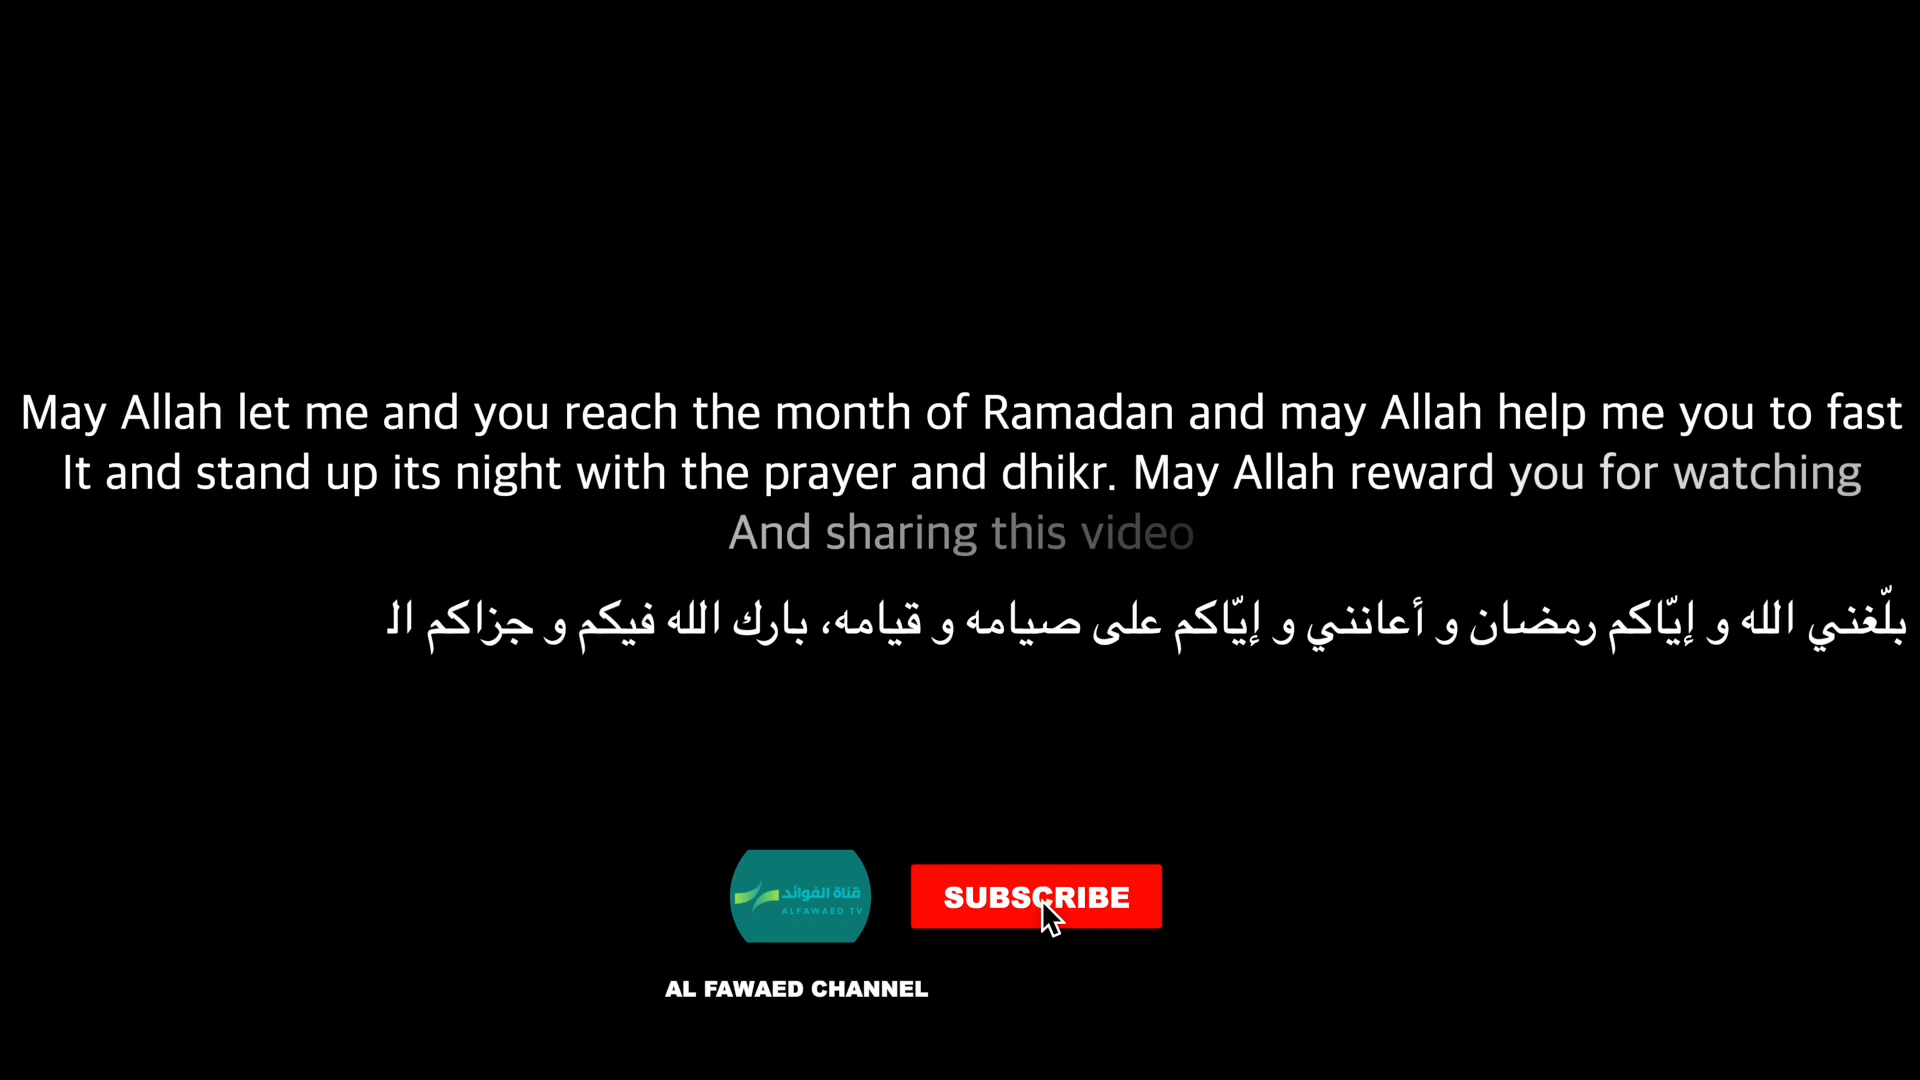 May Allah let me and you reach the month of Ramadan and may Allah help me you to fast
It and stand up its night with the prayer and dhikr. May Allah reward you for watching
And sharing this video
بلّغني الله و إيّاكم رمضان و أعانني و إيّاكم على صيامه و قيامه، بارك الله فيكم و جزاكم الـ
قناة الفوائد
ALFAWAED TV
SUBSCRIBE
AL FAWAED CHANNEL